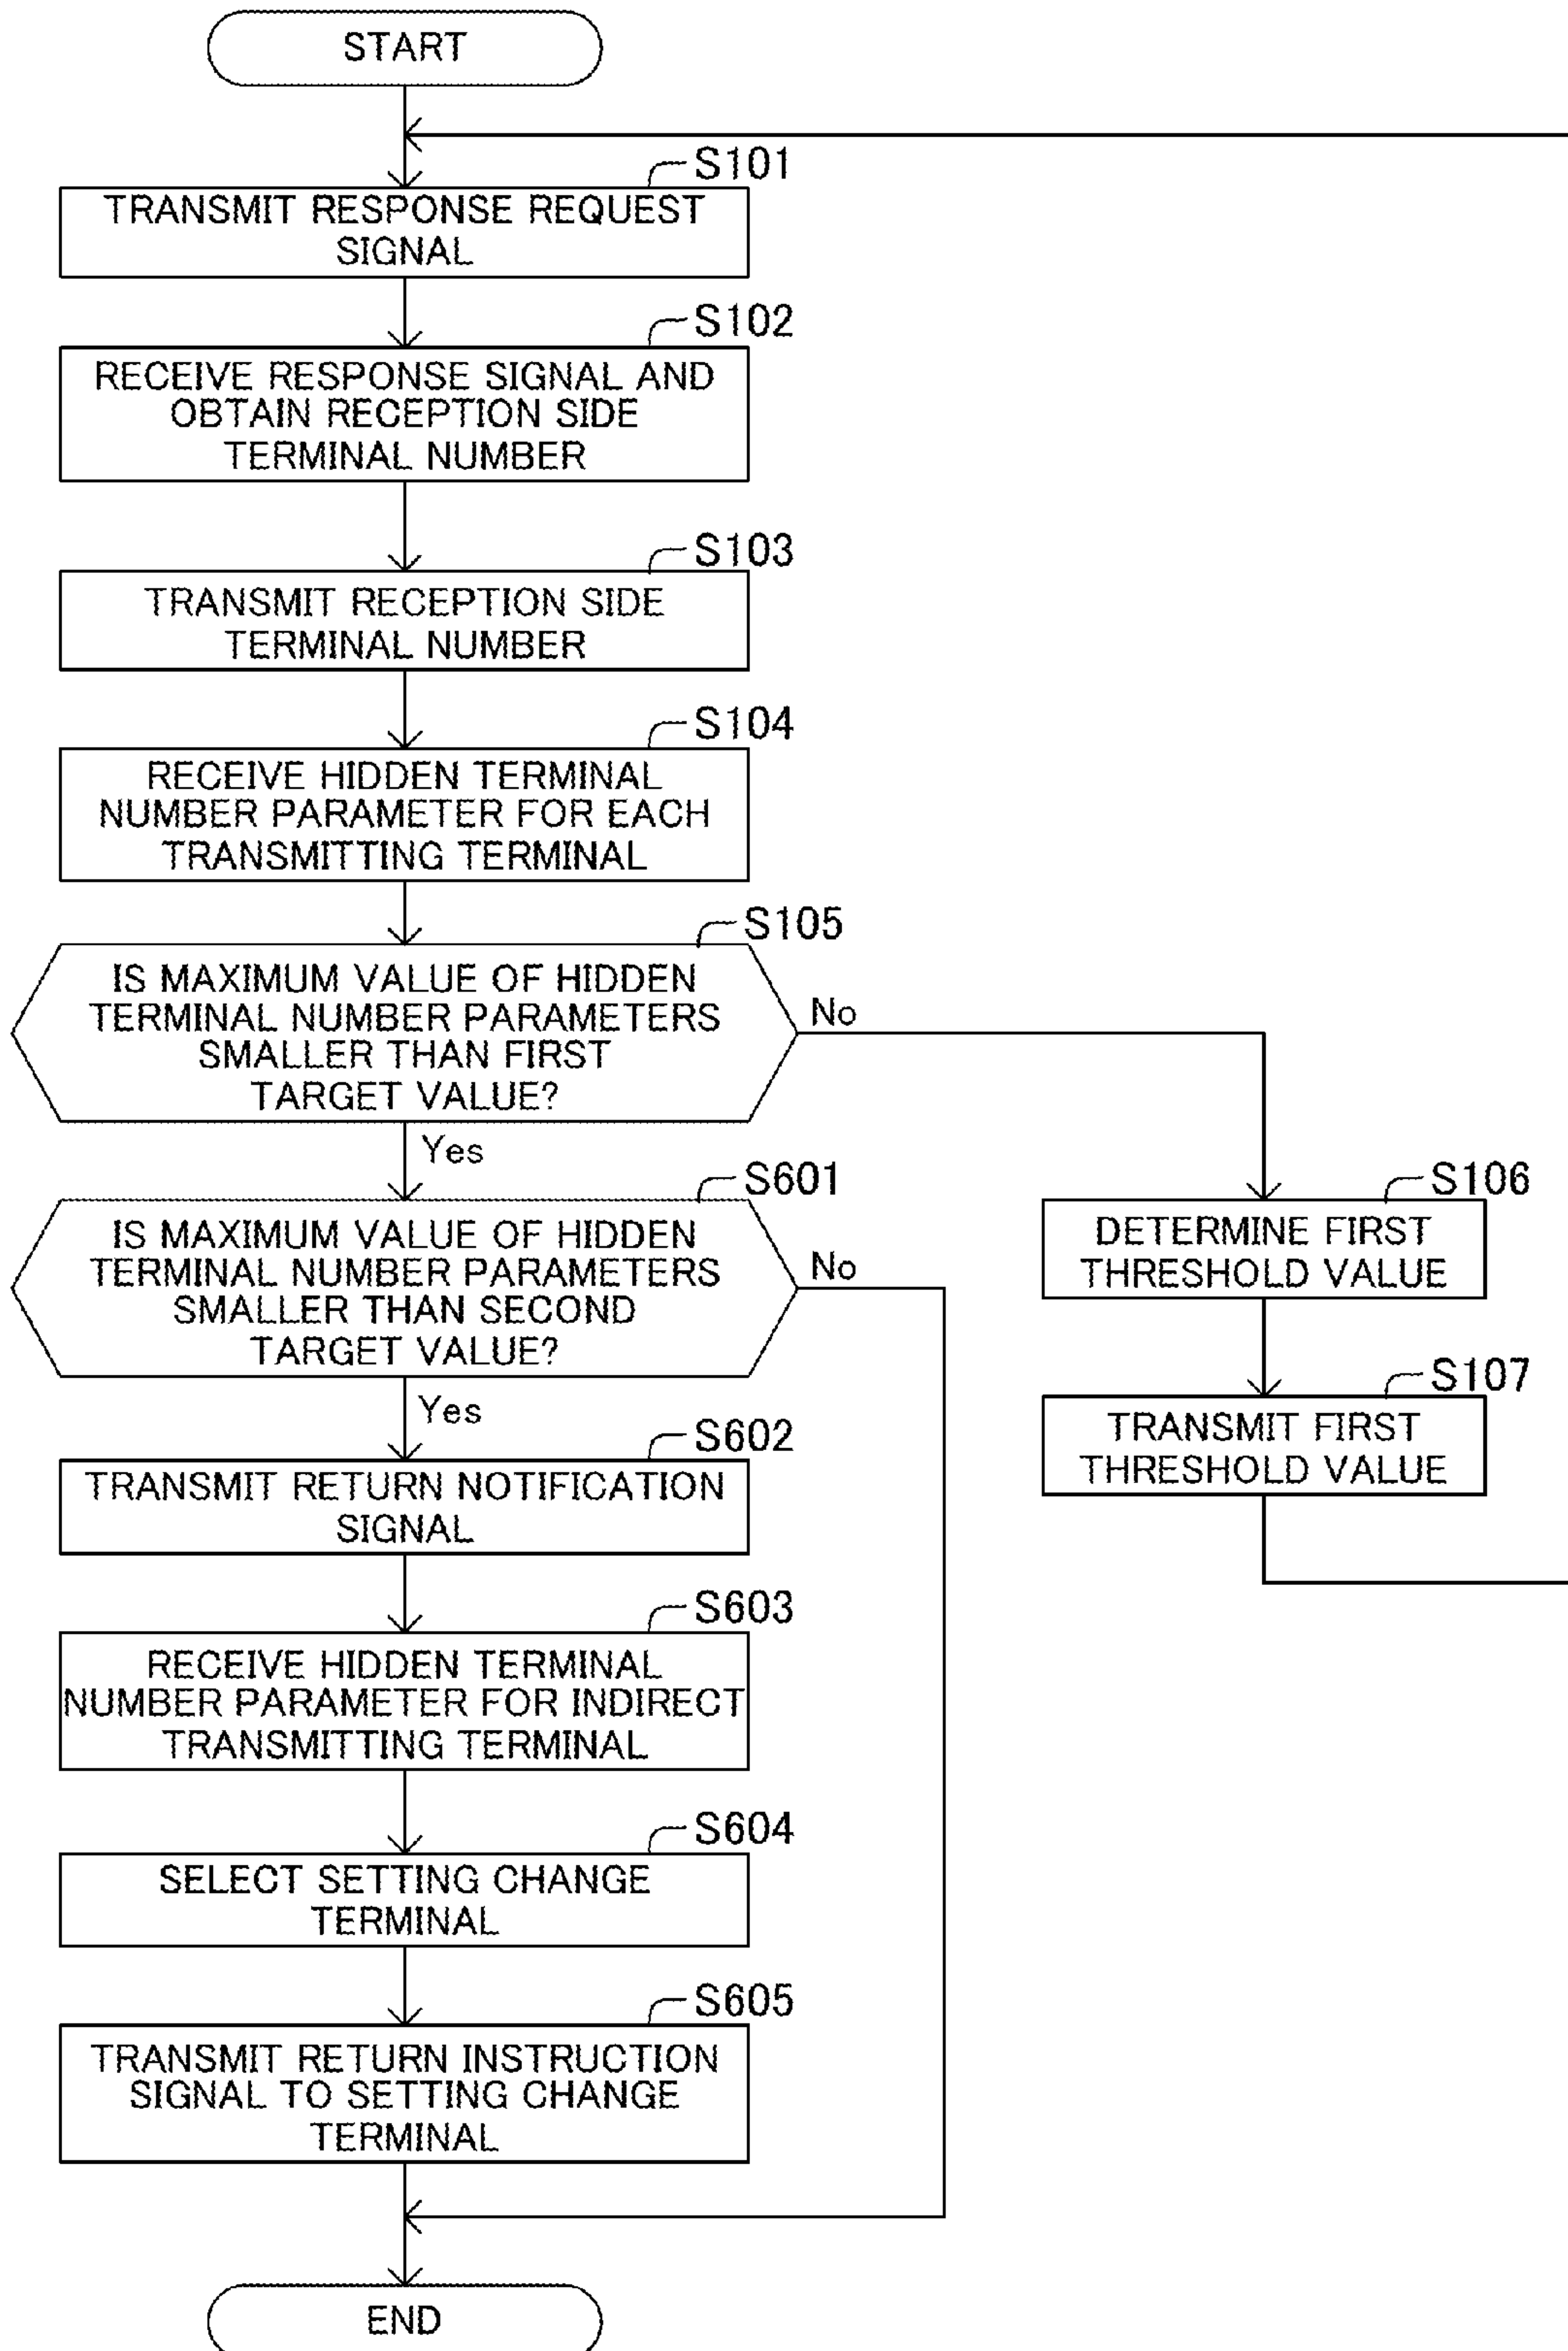 START
S101
TRANSMIT RESPONSE REQUEST
SIGNAL
S102
RECEIVE RESPONSE SIGNAL AND
OBTAIN RECEPTION SIDE
TERMINAL NUMBER
S103
TRANSMIT RECEPTION SIDE
TERMINAL NUMBER
S104
RECEIVE HIDDEN TERMINAL
NUMBER PARAMETER FOR EACH
TRANSMITTING TERMINAL
S105
IS MAXIMUM VALUE OF HIDDEN
TERMINAL NUMBER PARAMETERS
SMALLER THAN FIRST
TARGET VALUE?
No
Yes
S106
DETERMINE FIRST
THRESHOLD VALUE
S107
TRANSMIT FIRST
THRESHOLD VALUE
S601
IS MAXIMUM VALUE OF HIDDEN
TERMINAL NUMBER PARAMETERS
SMALLER THAN SECOND
TARGET VALUE?
No
Yes
S602
TRANSMIT RETURN NOTIFICATION
SIGNAL
S603
RECEIVE HIDDEN TERMINAL
NUMBER PARAMETER FOR INDIRECT
TRANSMITTING TERMINAL
S604
SELECT SETTING CHANGE
TERMINAL
S605
TRANSMIT RETURN INSTRUCTION
SIGNAL TO SETTING CHANGE
TERMINAL
END